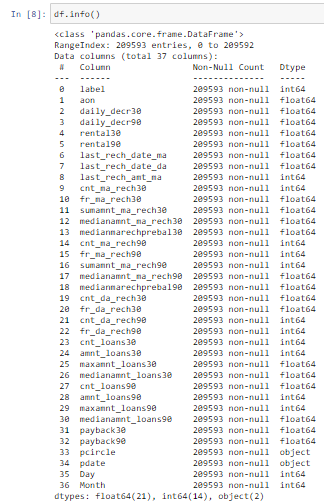 In [8]: df.info()
<class 'pandas.core.frame.DataFrame'>
RangeIndex: 209593 entries, 0 to 209592
Data columns (total 37 columns):
 #   Column                Non-Null Count   Dtype
---  ------                --------------   -----
 0   label                 209593 non-null  int64
 1   aon                   209593 non-null  float64
 2   daily_decr30          209593 non-null  float64
 3   daily_decr90          209593 non-null  float64
 4   rental30              209593 non-null  float64
 5   rental90              209593 non-null  float64
 6   last_rech_date_ma     209593 non-null  float64
 7   last_rech_date_da     209593 non-null  float64
 8   last_rech_amt_ma      209593 non-null  int64
 9   cnt_ma_rech30         209593 non-null  int64
 10  fr_ma_rech30          209593 non-null  float64
 11  sumamnt_ma_rech30     209593 non-null  float64
 12  medianamnt_ma_rech30  209593 non-null  float64
 13  medianmarechprebal30  209593 non-null  float64
 14  cnt_ma_rech90         209593 non-null  int64
 15  fr_ma_rech90          209593 non-null  int64
 16  sumamnt_ma_rech90     209593 non-null  int64
 17  medianamnt_ma_rech90  209593 non-null  float64
 18  medianmarechprebal90  209593 non-null  float64
 19  cnt_da_rech30         209593 non-null  float64
 20  fr_da_rech30          209593 non-null  float64
 21  cnt_da_rech90         209593 non-null  int64
 22  fr_da_rech90          209593 non-null  int64
 23  cnt_loans30           209593 non-null  int64
 24  amnt_loans30          209593 non-null  int64
 25  maxamnt_loans30       209593 non-null  float64
 26  medianamnt_loans30    209593 non-null  float64
 27  cnt_loans90           209593 non-null  float64
 28  amnt_loans90          209593 non-null  int64
 29  maxamnt_loans90       209593 non-null  int64
 30  medianamnt_loans90    209593 non-null  float64
 31  payback30             209593 non-null  float64
 32  payback90             209593 non-null  float64
 33  pcircle               209593 non-null  object
 34  pdate                 209593 non-null  object
 35  Day                   209593 non-null  int64
 36  Month                 209593 non-null  int64
dtypes: float64(21), int64(14), object(2)